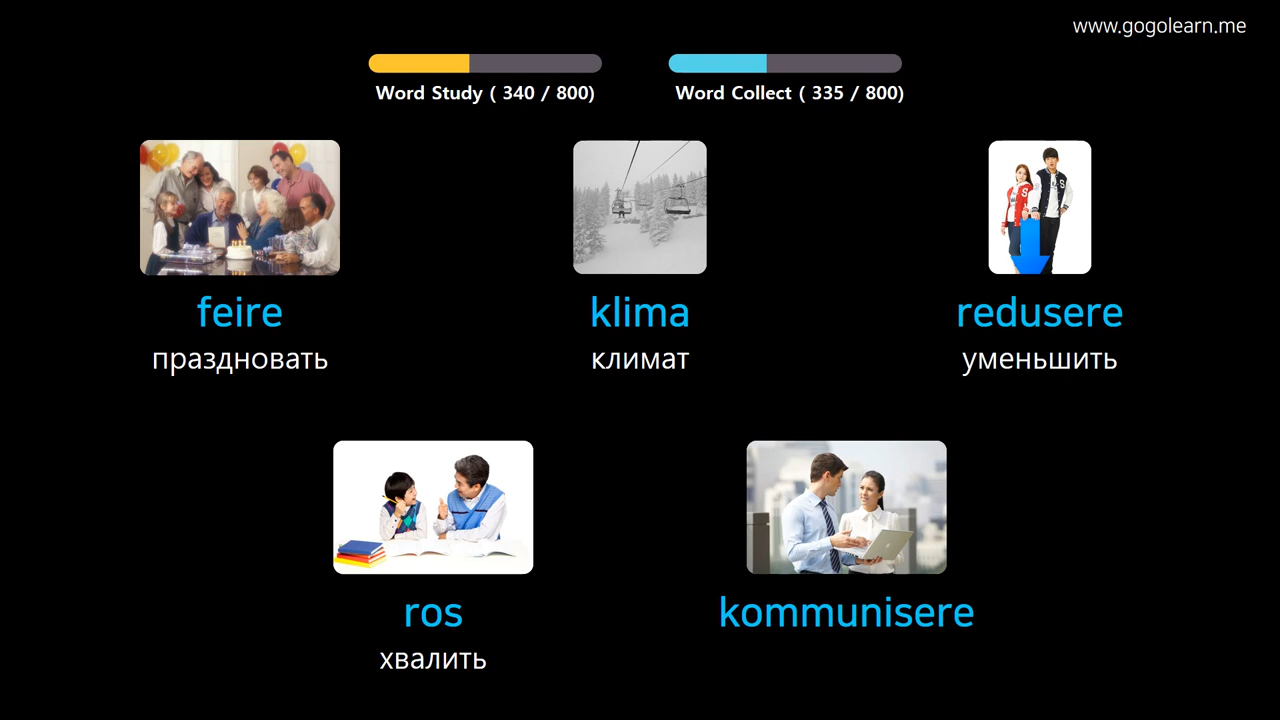 www.gogolearn.me
Word Study ( 340 / 800)
Word Collect ( 335 / 800)
feire
klima
redusere
праздновать
климат
уменьшить
ros
kommunisere
хвалить